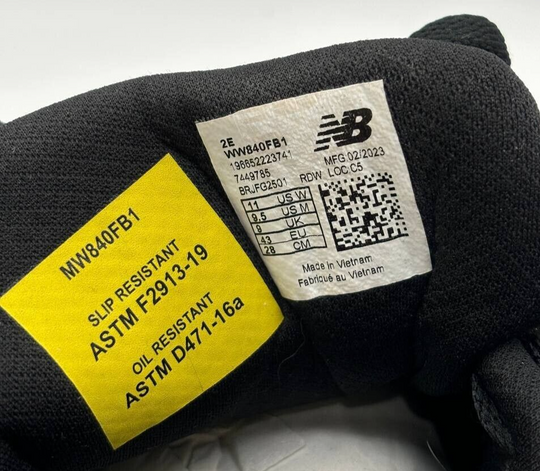 2E
WW840FB1
198652223741
7449785
BRJFG2501
RDW
NB
MFG.02/2023
LOC:C5
11 US W
9.5 US M
9 UK
43 EU
28 CM
Made in Vietnam
Fabriqué au Vietnam
MW840FB1
SLIP RESISTANT
ASTM F2913-19
OIL RESISTANT
ASTM D471-16a